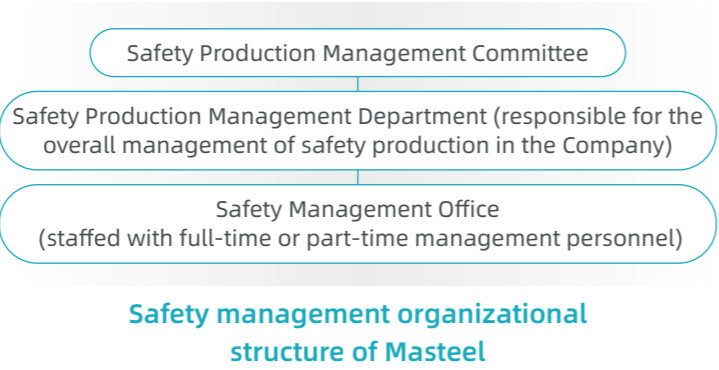 Safety Production Management Committee
Safety Production Management Department (responsible for the
overall management of safety production in the Company)
Safety Management Office
(staffed with full-time or part-time management personnel)
Safety management organizational
structure of Masteel